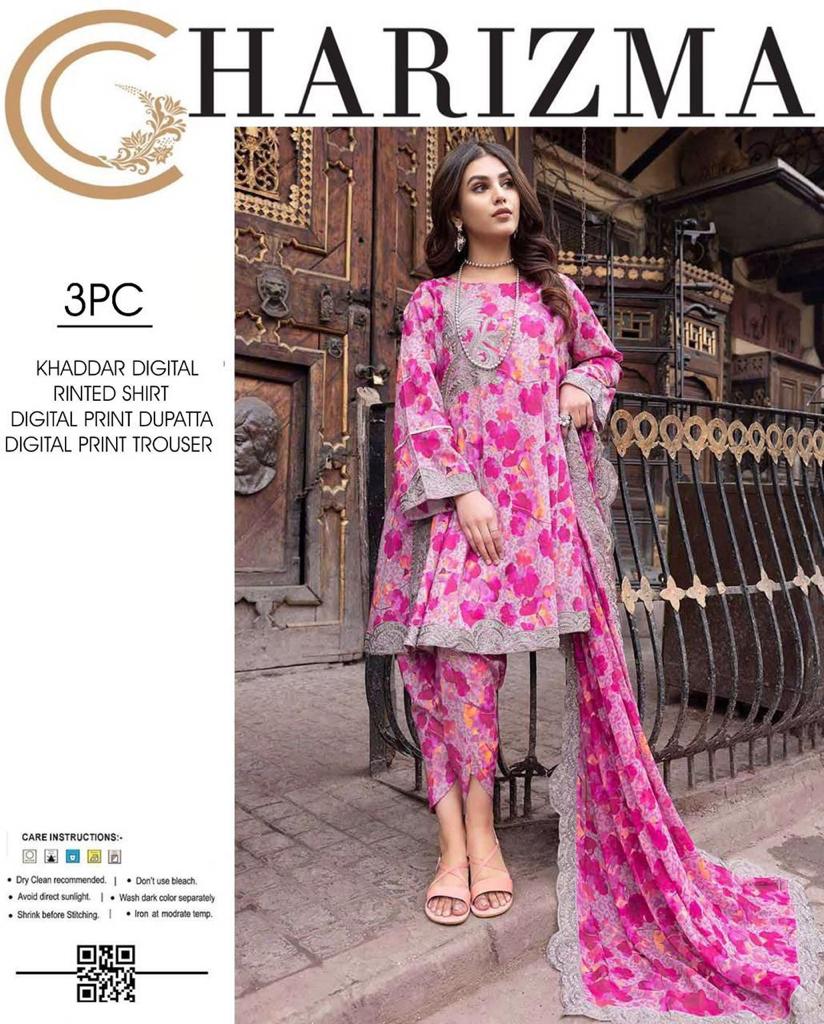 CHARIZMA
3PC
KHADDAR DIGITAL
RINTED SHIRT
DIGITAL PRINT DUPATTA
DIGITAL PRINT TROUSER
CARE INSTRUCTIONS:-
• Dry Clean recommended. | • Don't use bleach.
• Avoid direct sunlight. | • Wash dark color separately
• Shrink before Stitching. | • Iron at modrate temp.